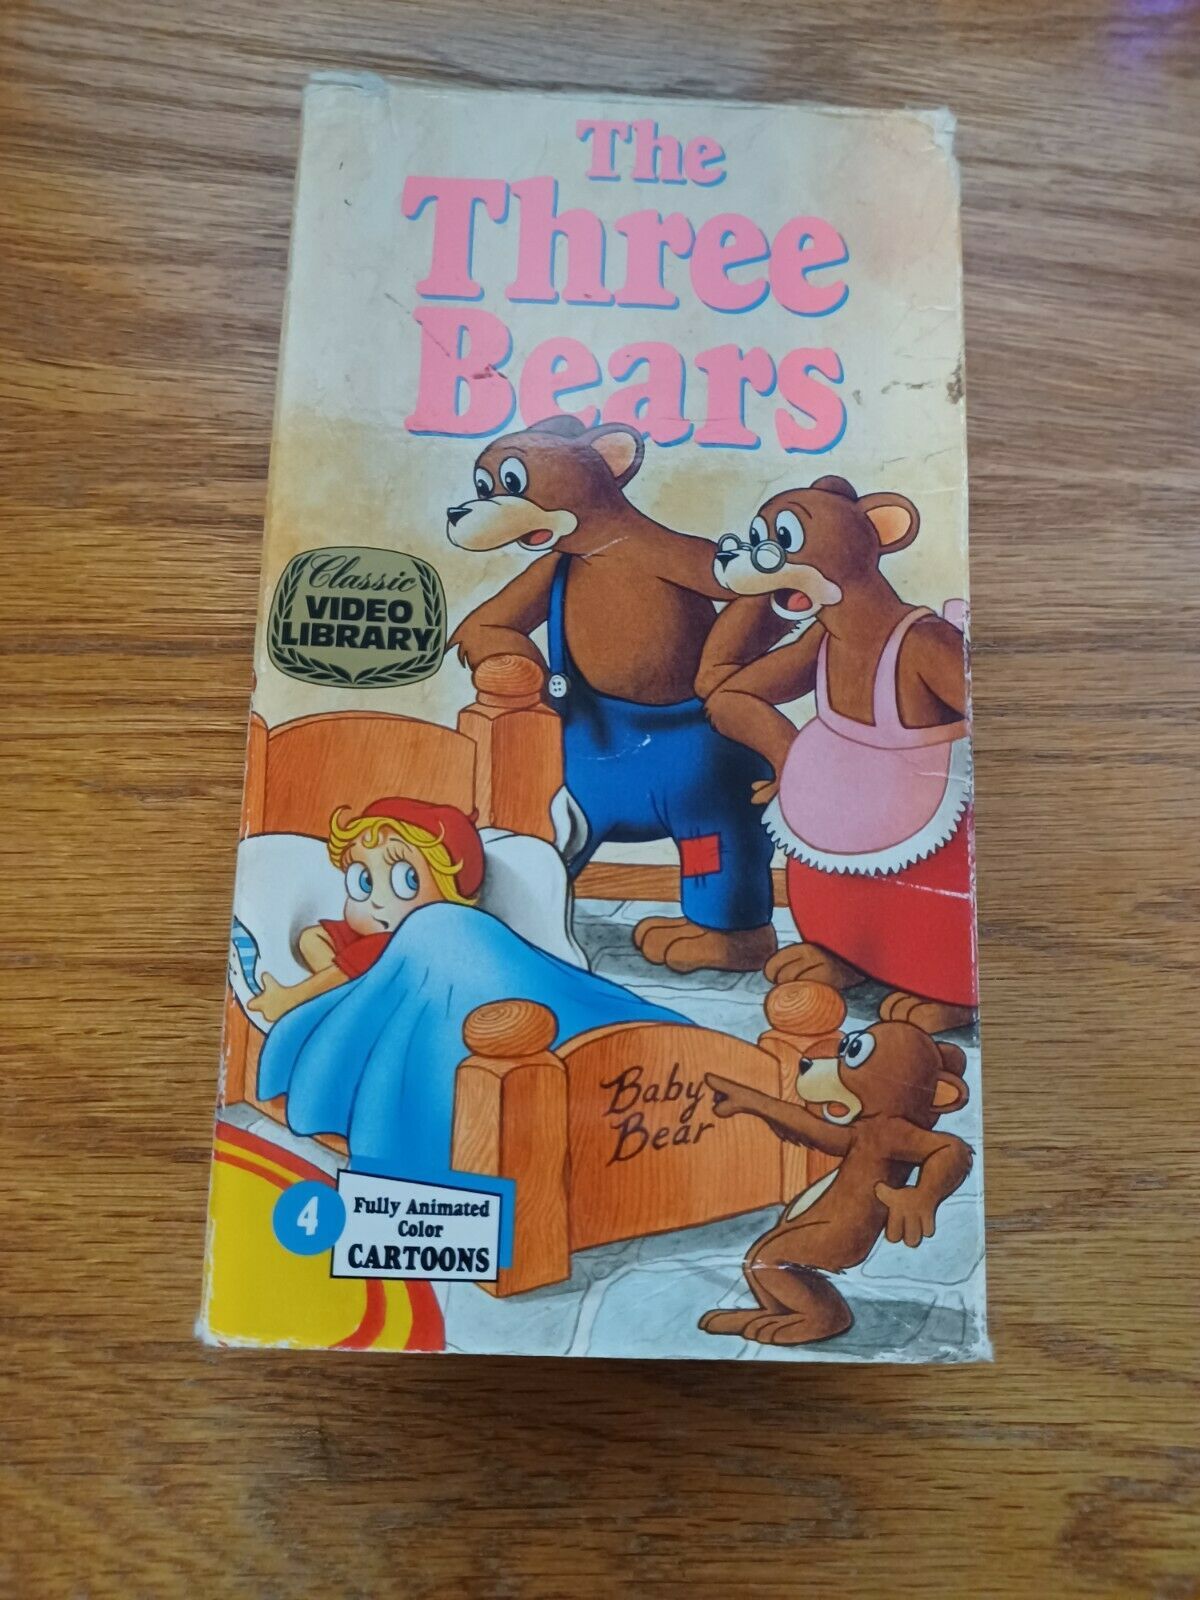 The
Three
Bears
Classic
VIDEO
LIBRARY
Baby
Bear
4
Fully Animated
Color
CARTOONS